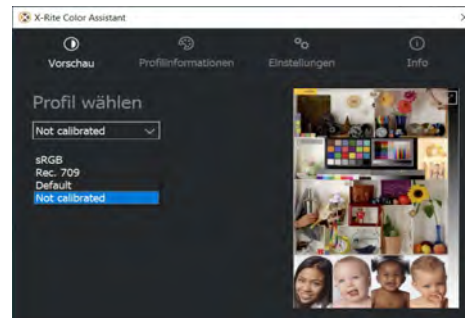 X-Rite Color Assistant
Vorschau
Profilinformationen
Einstellungen
Info
Profil wählen
Not calibrated
sRGB
Rec. 709
Default
Not calibrated